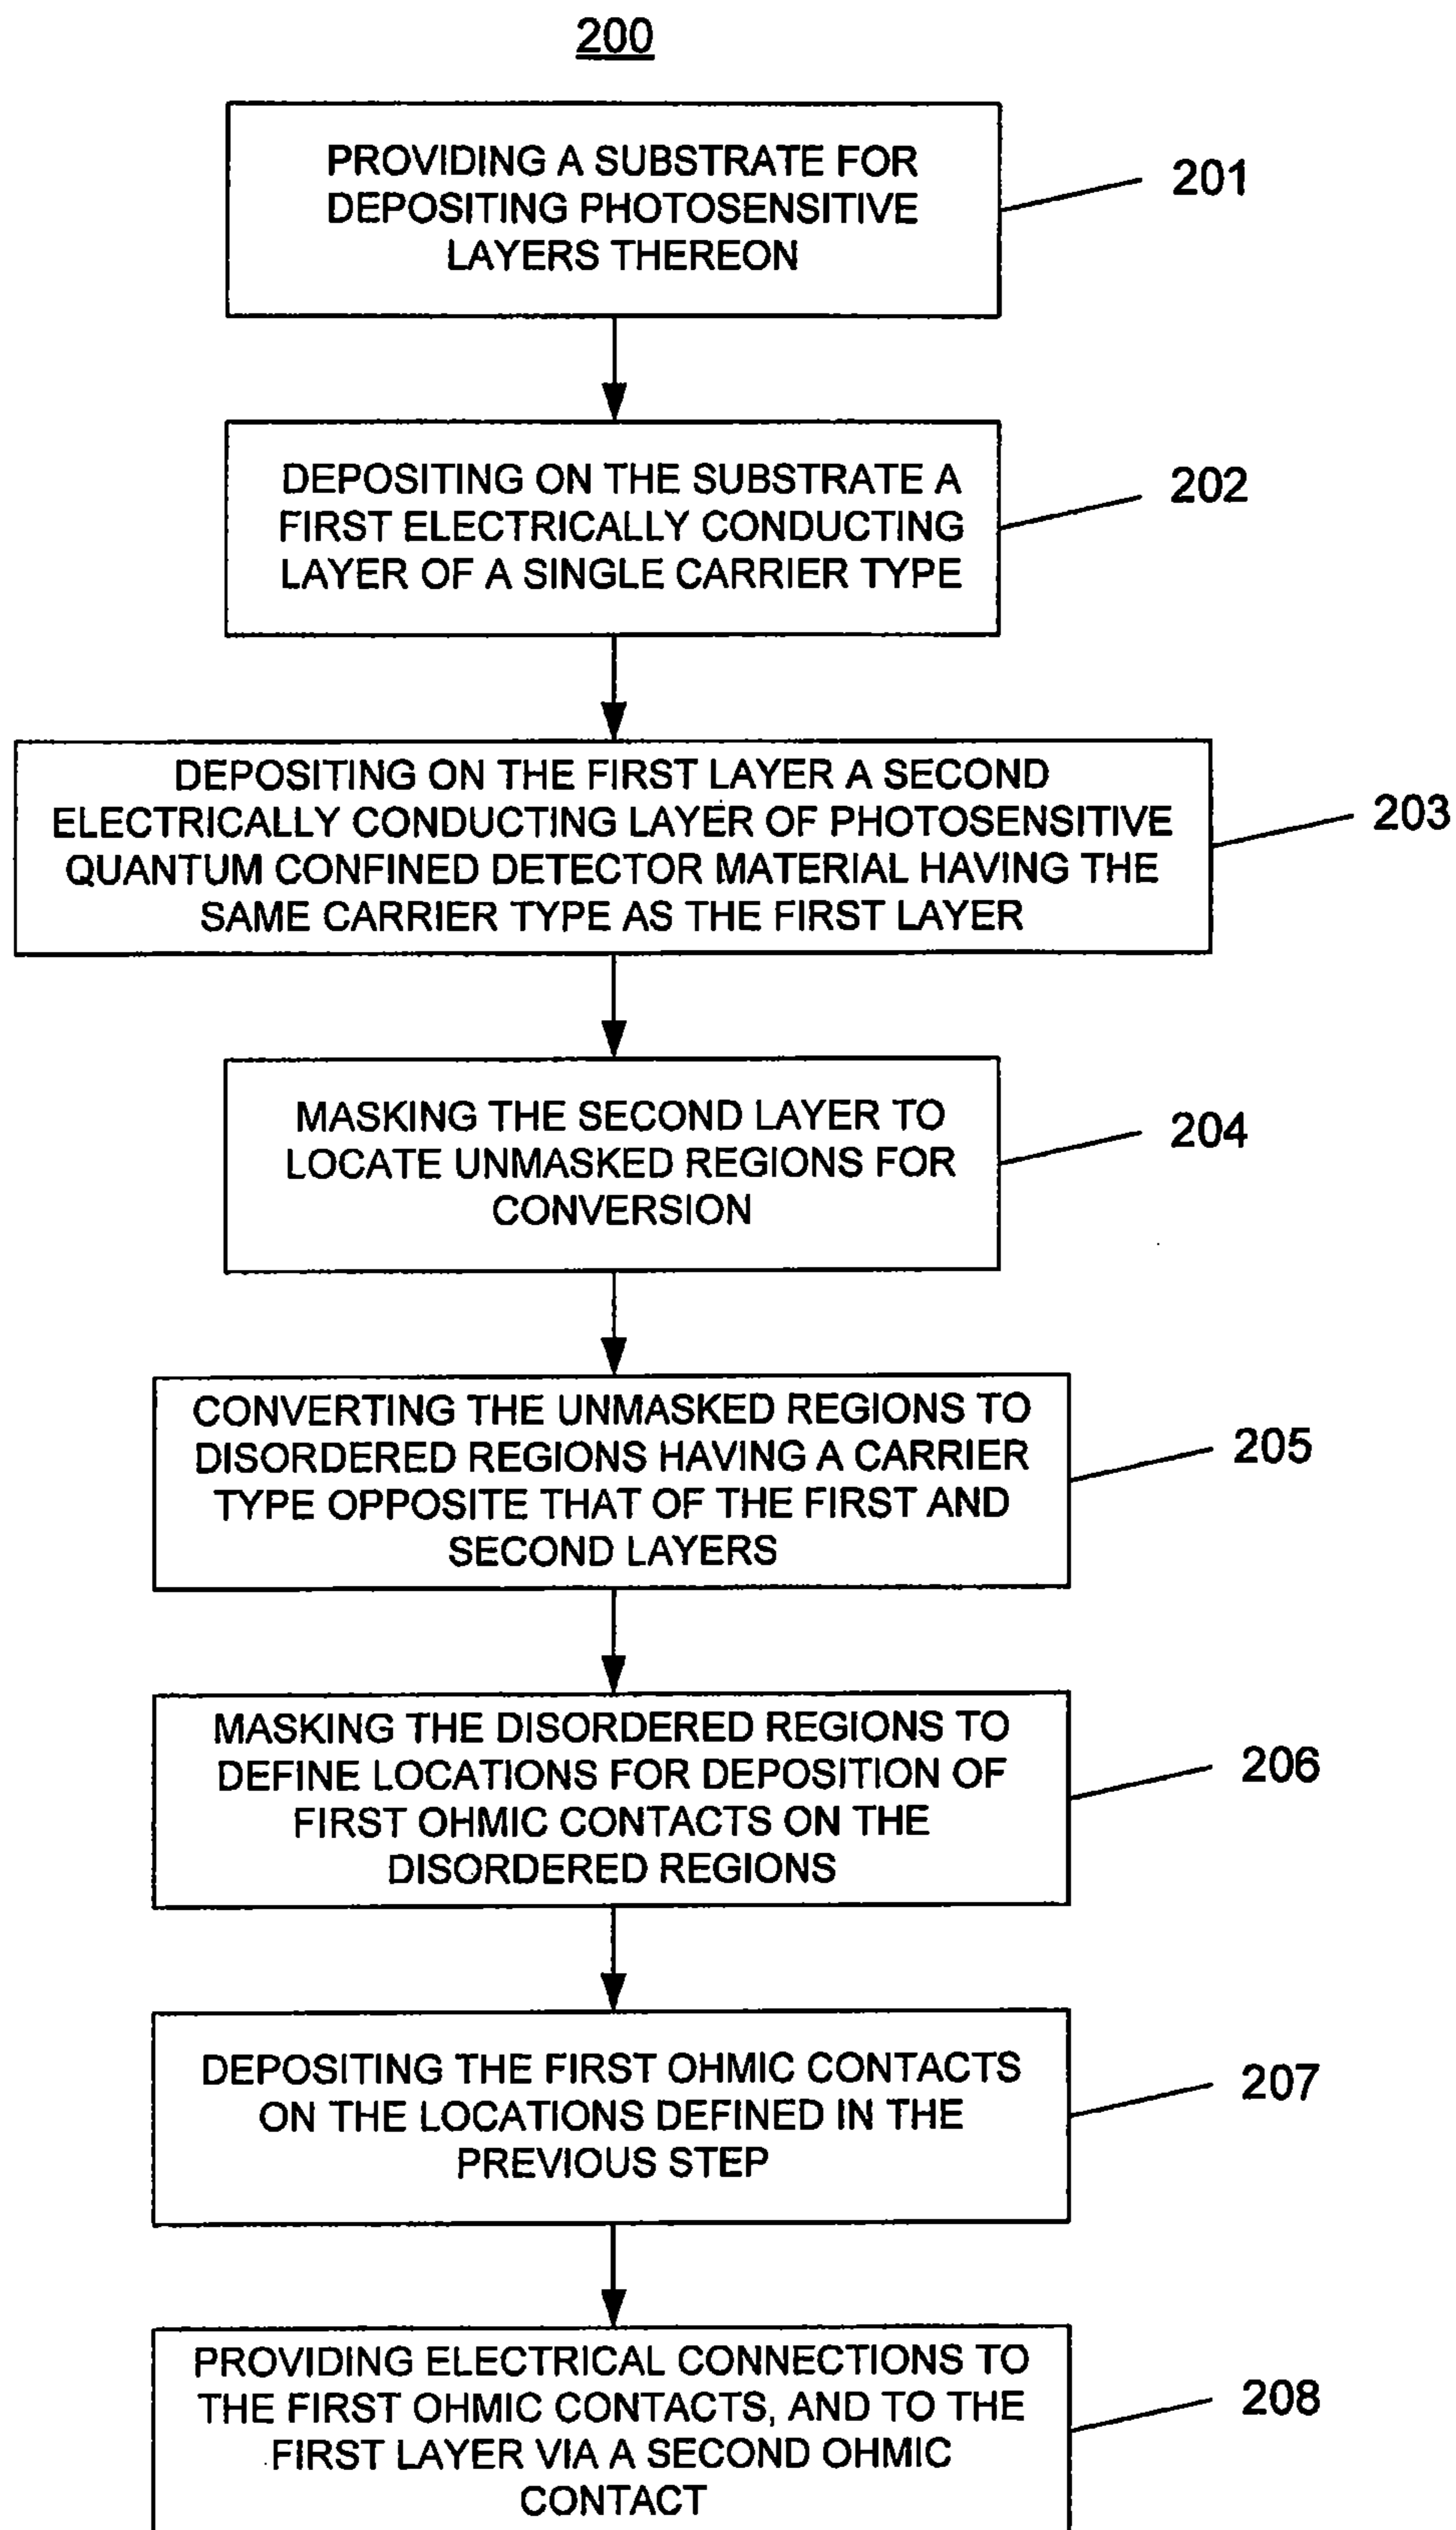 200
PROVIDING A SUBSTRATE FOR
DEPOSITING PHOTOSENSITIVE
LAYERS THEREON
201
DEPOSITING ON THE SUBSTRATE A
FIRST ELECTRICALLY CONDUCTING
LAYER OF A SINGLE CARRIER TYPE
202
DEPOSITING ON THE FIRST LAYER A SECOND
ELECTRICALLY CONDUCTING LAYER OF PHOTOSENSITIVE
QUANTUM CONFINED DETECTOR MATERIAL HAVING THE
SAME CARRIER TYPE AS THE FIRST LAYER
203
MASKING THE SECOND LAYER TO
LOCATE UNMASKED REGIONS FOR
CONVERSION
204
CONVERTING THE UNMASKED REGIONS TO
DISORDERED REGIONS HAVING A CARRIER
TYPE OPPOSITE THAT OF THE FIRST AND
SECOND LAYERS
205
MASKING THE DISORDERED REGIONS TO
DEFINE LOCATIONS FOR DEPOSITION OF
FIRST OHMIC CONTACTS ON THE
DISORDERED REGIONS
206
DEPOSITING THE FIRST OHMIC CONTACTS
ON THE LOCATIONS DEFINED IN THE
PREVIOUS STEP
207
PROVIDING ELECTRICAL CONNECTIONS TO
THE FIRST OHMIC CONTACTS, AND TO THE
FIRST LAYER VIA A SECOND OHMIC
CONTACT
208